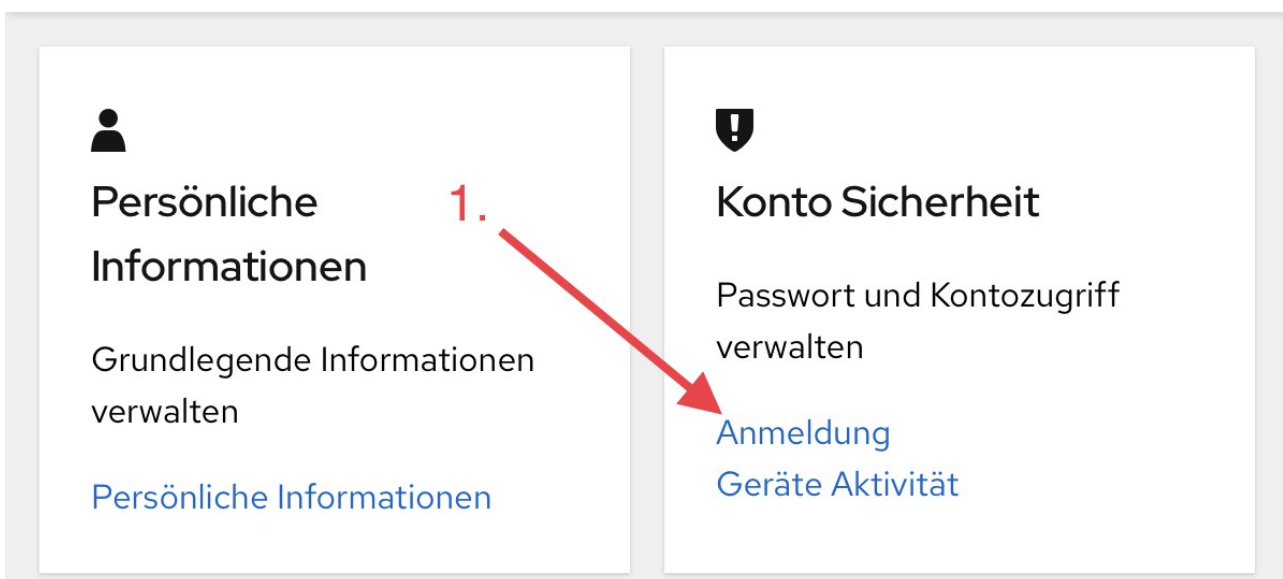 Persönliche
Informationen
Grundlegende Informationen
verwalten
Persönliche Informationen
1.
Konto Sicherheit
Passwort und Kontozugriff
verwalten
Anmeldung
Geräte Aktivität